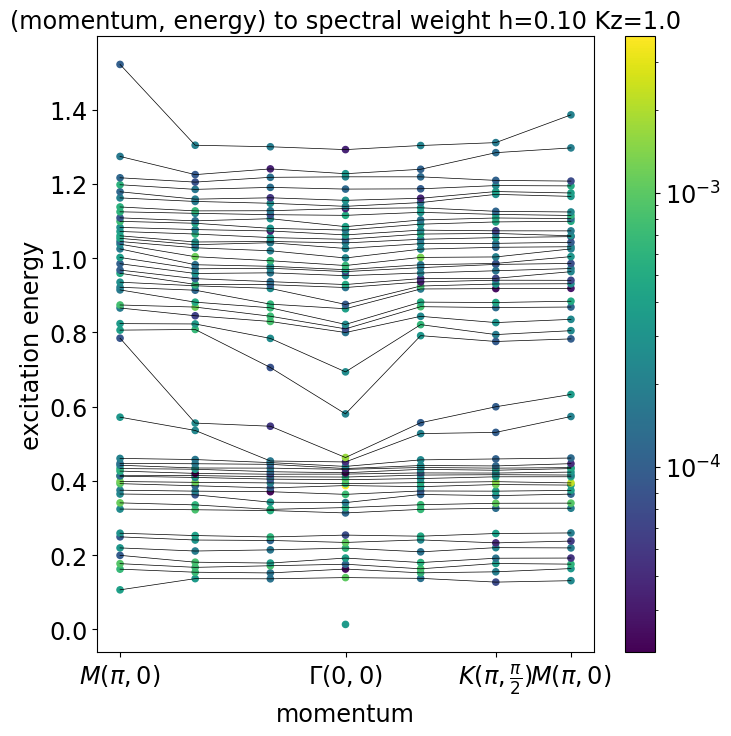 (momentum, energy) to spectral weight h=0.10 Kz=1.0
excitation energy
1.4
1.2
1.0
0.8
0.6
0.4
0.2
0.0
10⁻³
10⁻⁴
M(π, 0) Γ(0, 0) K(π, π/2) M(π, 0)
momentum